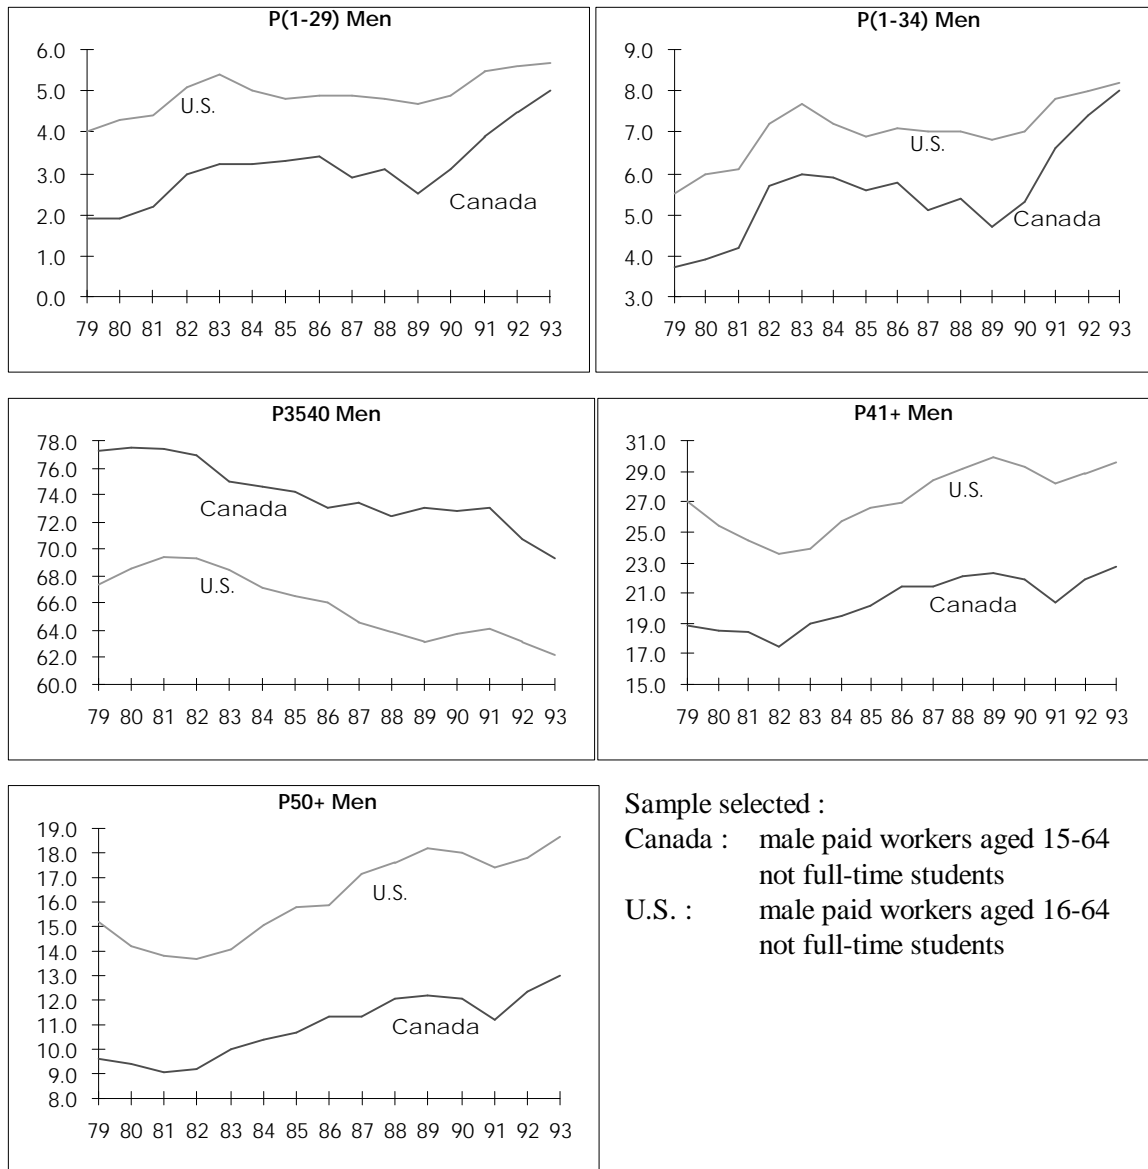 P(1-29) Men
6.0
5.0
4.0
3.0
2.0
1.0
0.0
U.S.
Canada
79 80 81 82 83 84 85 86 87 88 89 90 91 92 93
P(1-34) Men
9.0
8.0
7.0
6.0
5.0
4.0
3.0
U.S.
Canada
79 80 81 82 83 84 85 86 87 88 89 90 91 92 93
P3540 Men
78.0
76.0
74.0
72.0
70.0
68.0
66.0
64.0
62.0
60.0
Canada
U.S.
79 80 81 82 83 84 85 86 87 88 89 90 91 92 93
P41+ Men
31.0
29.0
27.0
25.0
23.0
21.0
19.0
17.0
15.0
U.S.
Canada
79 80 81 82 83 84 85 86 87 88 89 90 91 92 93
P50+ Men
19.0
18.0
17.0
16.0
15.0
14.0
13.0
12.0
11.0
10.0
9.0
8.0
U.S.
Canada
79 80 81 82 83 84 85 86 87 88 89 90 91 92 93
Sample selected :
Canada : male paid workers aged 15-64
not full-time students
U.S. : male paid workers aged 16-64
not full-time students